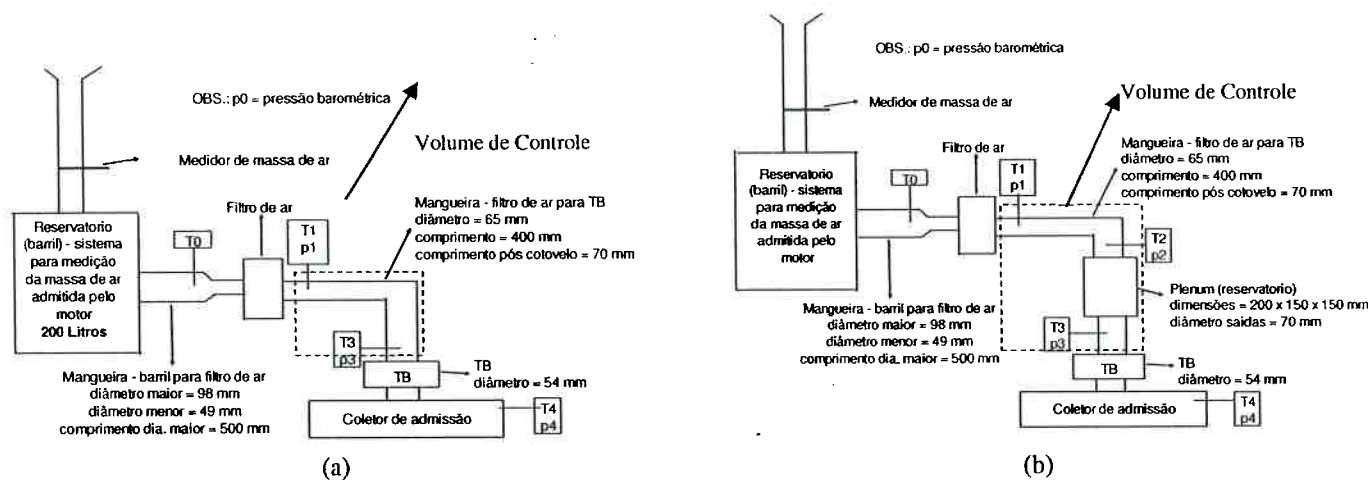 OBS.: p0 = pressão barométrica
Medidor de massa de ar
Volume de Controle
Reservatorio
(barril) - sistema
para medição
da massa de ar
admitida pelo
motor
200 Litros
T0
Filtro de ar
T1
p1
Mangueira - filtro de ar para TB
diâmetro = 65 mm
comprimento = 400 mm
comprimento pós cotovelo = 70 mm
T3
p3
TB
TB
diâmetro = 54 mm
Mangueira - barril para filtro de ar
diâmetro maior = 98 mm
diâmetro menor = 49 mm
comprimento dia. maior = 500 mm
Coletor de admissão
T4
p4
(a)
OBS.: p0 = pressão barométrica
Medidor de massa de ar
Volume de Controle
Reservatorio
(barril) - sistema
para medição
da massa de ar
admitida pelo
motor
T0
Filtro de ar
T1
p1
Mangueira - filtro de ar para TB
diâmetro = 65 mm
comprimento = 400 mm
comprimento pós cotovelo = 70 mm
T2
p2
Plenum (reservatorio)
dimensões = 200 x 150 x 150 mm
diâmetro saidas = 70 mm
Mangueira - barril para filtro de ar
diâmetro maior = 98 mm
diâmetro menor = 49 mm
comprimento dia. maior = 500 mm
T3
p3
TB
TB
diâmetro = 54 mm
Coletor de admissão
T4
p4
(b)